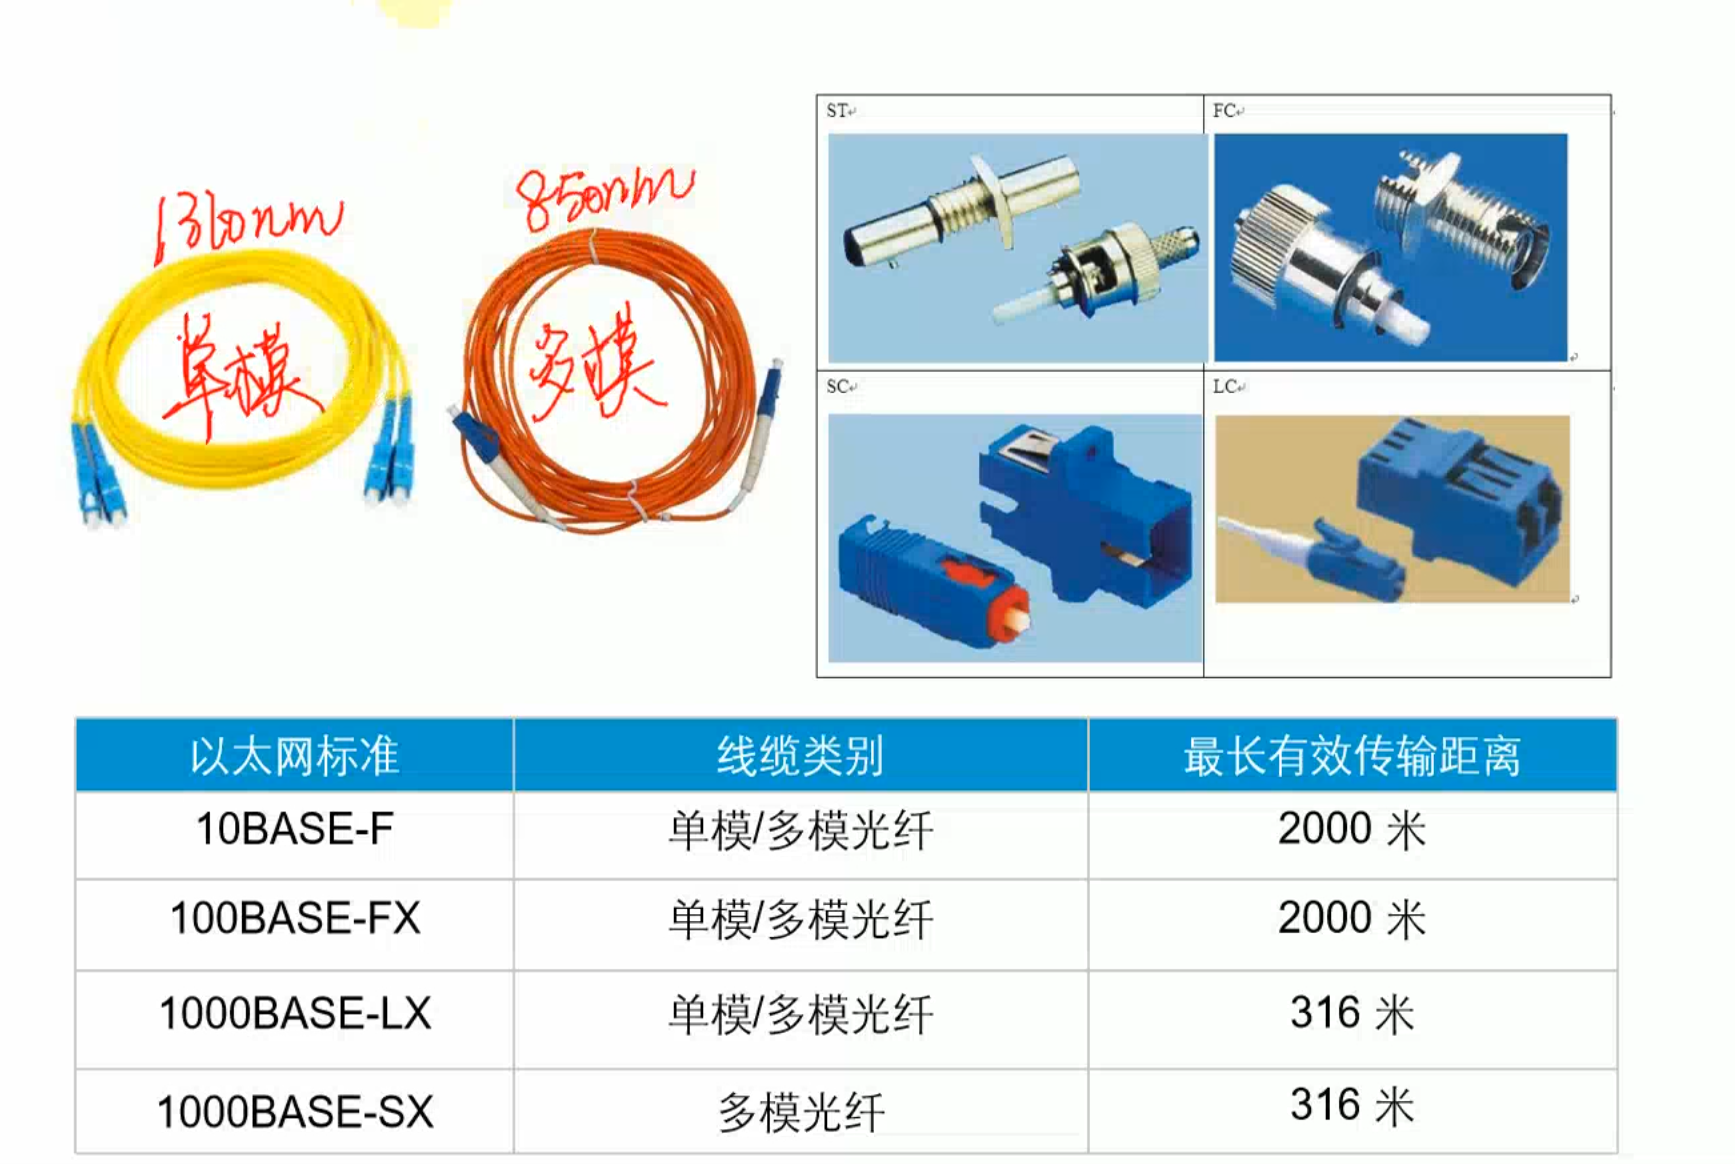 1310nm
850nm
单模
多模
ST
FC
SC
LC
以太网标准 线缆类别 最长有效传输距离
10BASE-F 单模/多模光纤 2000 米
100BASE-FX 单模/多模光纤 2000 米
1000BASE-LX 单模/多模光纤 316 米
1000BASE-SX 多模光纤 316 米